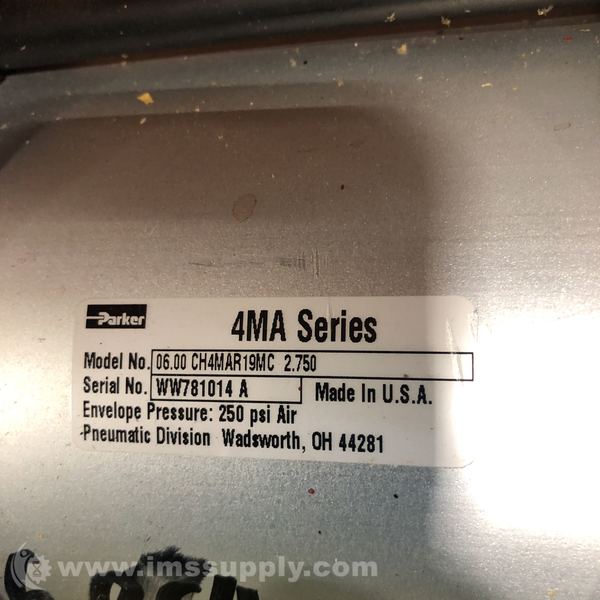 Parker
4MA Series
Model No. 06.00 CH4MAR19MC 2.750
Serial No. WW781014 A Made In U.S.A.
Envelope Pressure: 250 psi Air
Pneumatic Division Wadsworth, OH 44281
www.imssupply.com